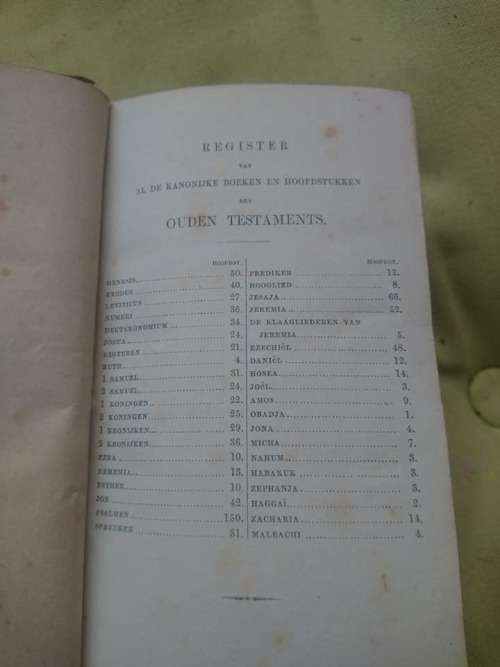 REGISTER
VAN
AL DE KANONIJKE BOEKEN EN HOOFDSTUKKEN
DES
OUDEN TESTAMENTS.
HOOFDST.
GENESIS 50.
EXODUS 40.
LEVITICUS 27
NUMERI 36.
DEUTERONOMIUM 34.
JOSUA 24.
REGTEREN 21.
RUTH 4.
1 SAMUEL 31.
2 SAMUEL 24.
1 KONINGEN 22.
2 KONINGEN 25.
1 KRONIJKEN 29.
2 KRONIJKEN 36.
EZRA 10.
NEHEMIA 13.
ESTHER 10.
JOB 42.
PSALMEN 150.
SPREUKEN 31.
HOOFDST.
PREDIKER 12.
HOOGLIED 8.
JESAJA 66.
JEREMIA 52.
DE KLAAGLIEDEREN VAN
JEREMIA 5.
EZECHIËL 48.
DANIËL 12.
HOSEA 14.
JOËL 3.
AMOS 9.
OBADJA 1.
JONA 4.
MICHA 7.
NAHUM 3.
HABAKUK 3.
ZEPHANJA 3.
HAGGAÏ 2.
ZACHARIA 14.
MALEACHI 4.